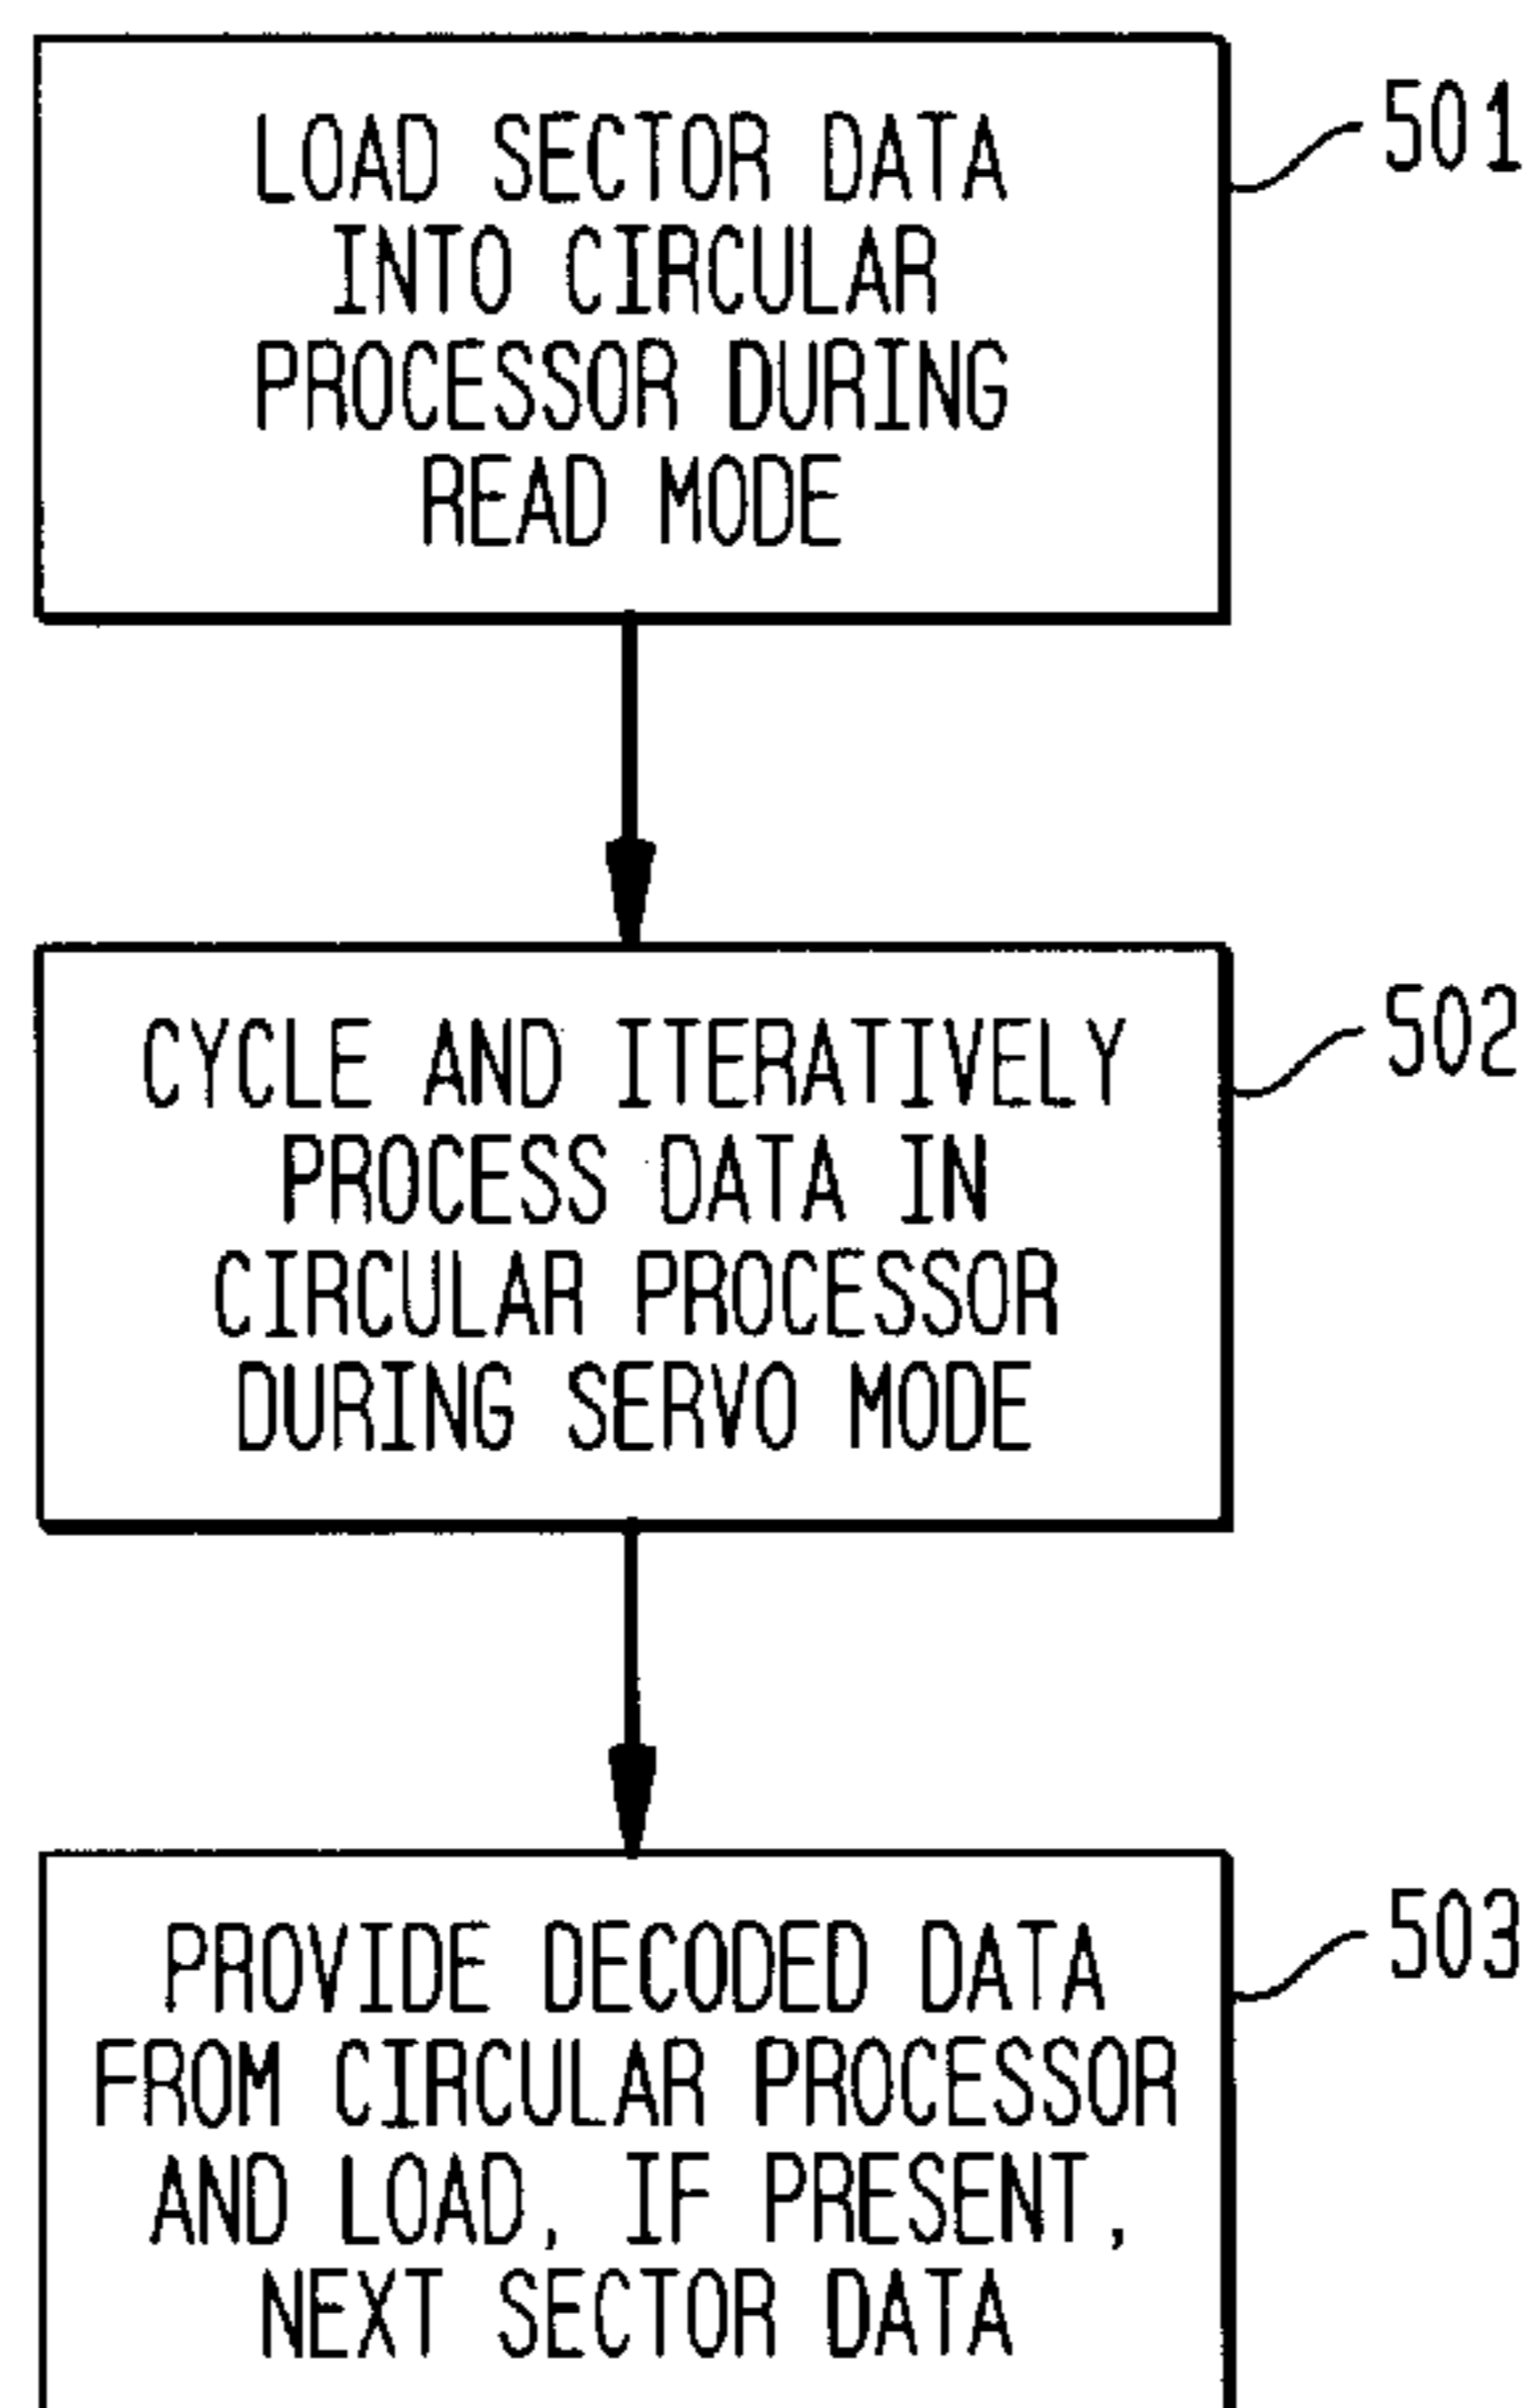 LOAD SECTOR DATA
INTO CIRCULAR
PROCESSOR DURING
READ MODE
501
CYCLE AND ITERATIVELY
PROCESS DATA IN
CIRCULAR PROCESSOR
DURING SERVO MODE
502
PROVIDE DECODED DATA
FROM CIRCULAR PROCESSOR
AND LOAD, IF PRESENT,
NEXT SECTOR DATA
503